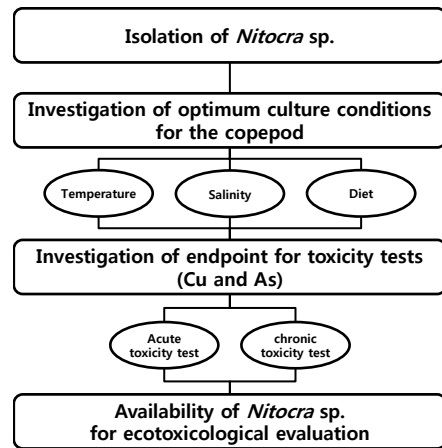 Isolation of Nitocra sp.
Investigation of optimum culture conditions
for the copepod
Temperature Salinity Diet
Investigation of endpoint for toxicity tests
(Cu and As)
Acute chronic
toxicity test toxicity test
Availability of Nitocra sp.
for ecotoxicological evaluation